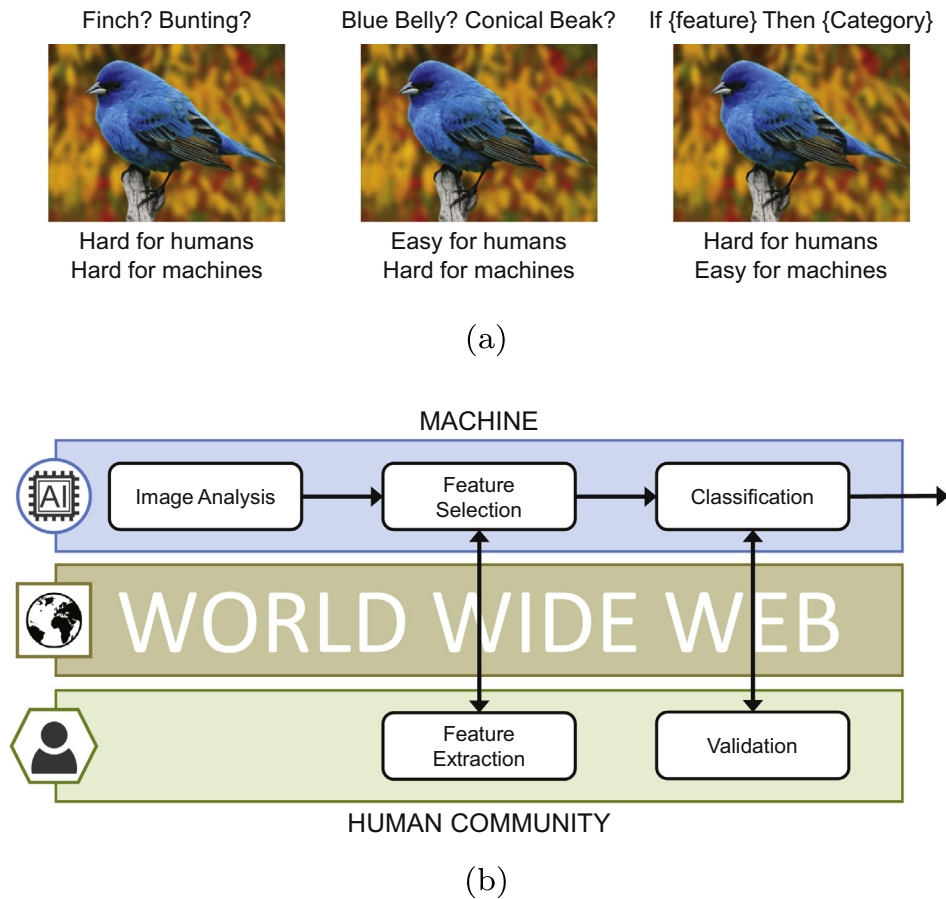 Finch? Bunting?
Blue Belly? Conical Beak?
If {feature} Then {Category}
Hard for humans
Hard for machines
Easy for humans
Hard for machines
Hard for humans
Easy for machines
(a)
MACHINE
AI
Image Analysis
Feature
Selection
Classification
WORLD WIDE WEB
Feature
Extraction
Validation
HUMAN COMMUNITY
(b)